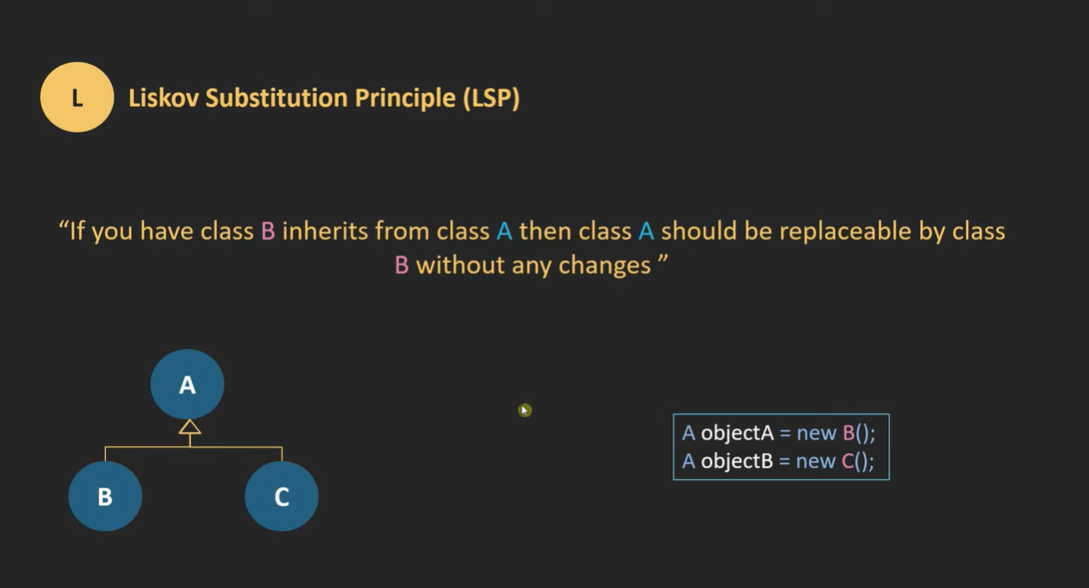 L
Liskov Substitution Principle (LSP)
“If you have class B inherits from class A then class A should be replaceable by class
B without any changes ”
A
B
C
A objectA = new B();
A objectB = new C();